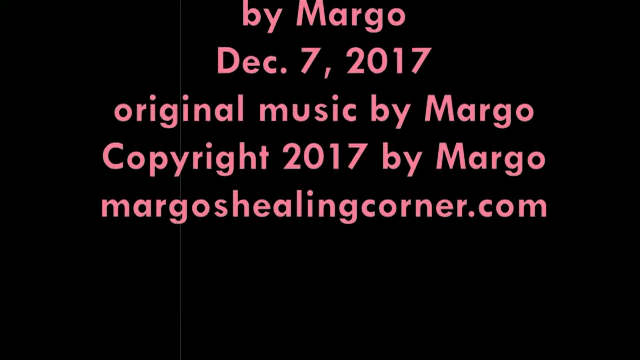 by Margo
Dec. 7, 2017
original music by Margo
Copyright 2017 by Margo
margoshealingcorner.com